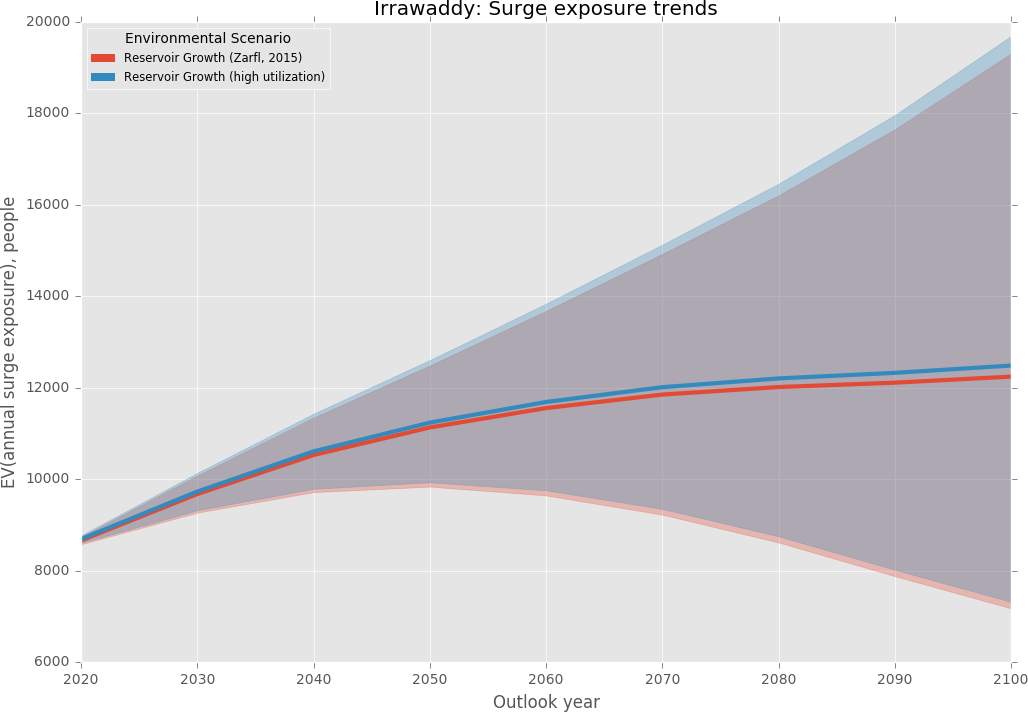 Irrawaddy: Surge exposure trends
Environmental Scenario
Reservoir Growth (Zarfl, 2015)
Reservoir Growth (high utilization)
EV(annual surge exposure), people
20000
18000
16000
14000
12000
10000
8000
6000
2020 2030 2040 2050 2060 2070 2080 2090 2100
Outlook year